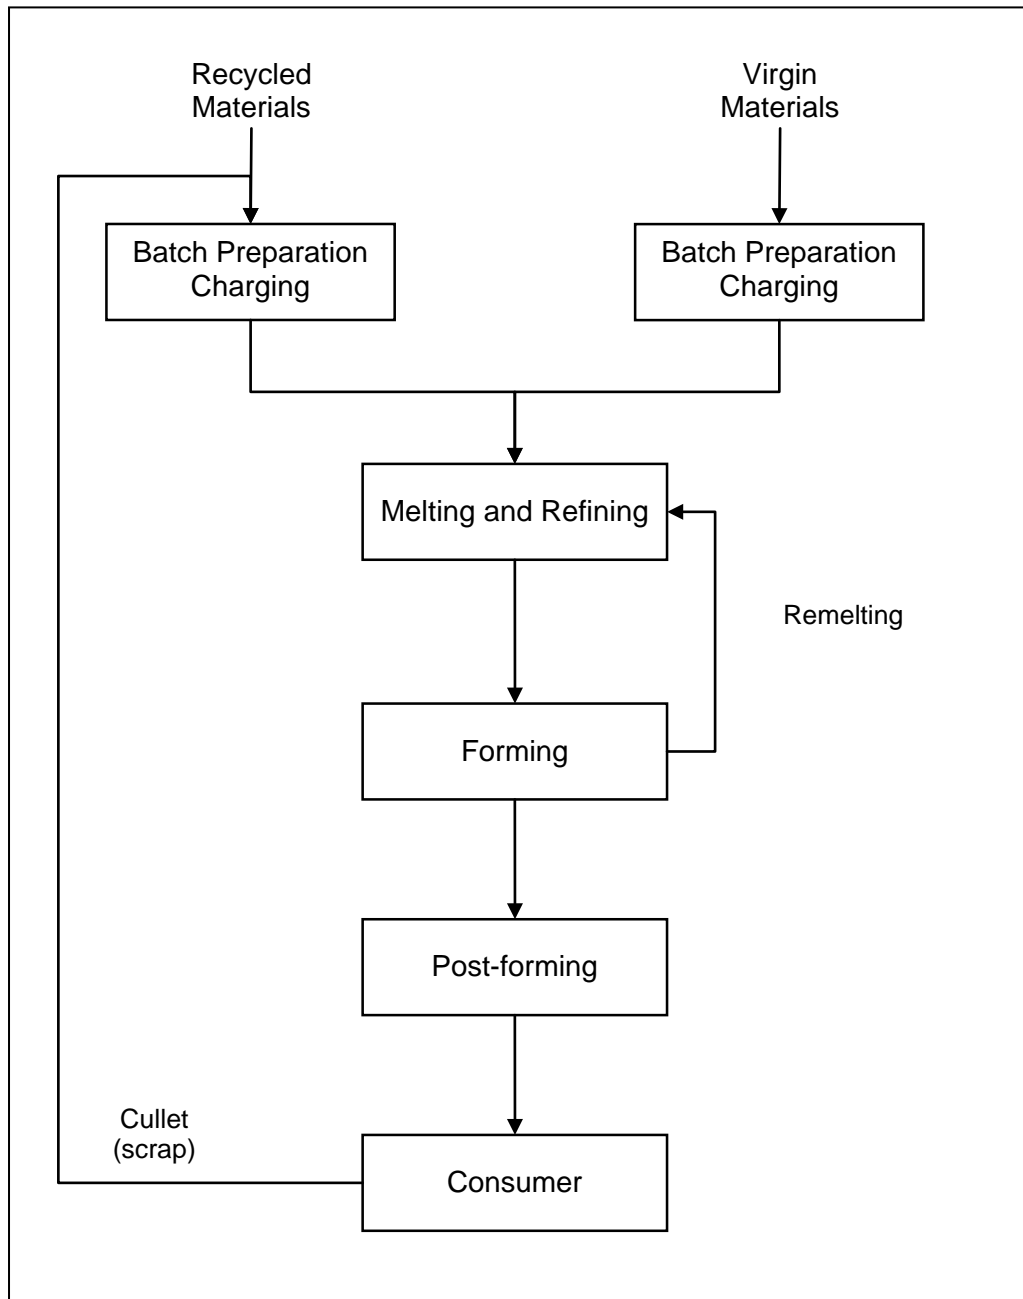 Recycled
Materials
Virgin
Materials
Batch Preparation
Charging
Batch Preparation
Charging
Melting and Refining
Remelting
Forming
Post-forming
Cullet
(scrap)
Consumer